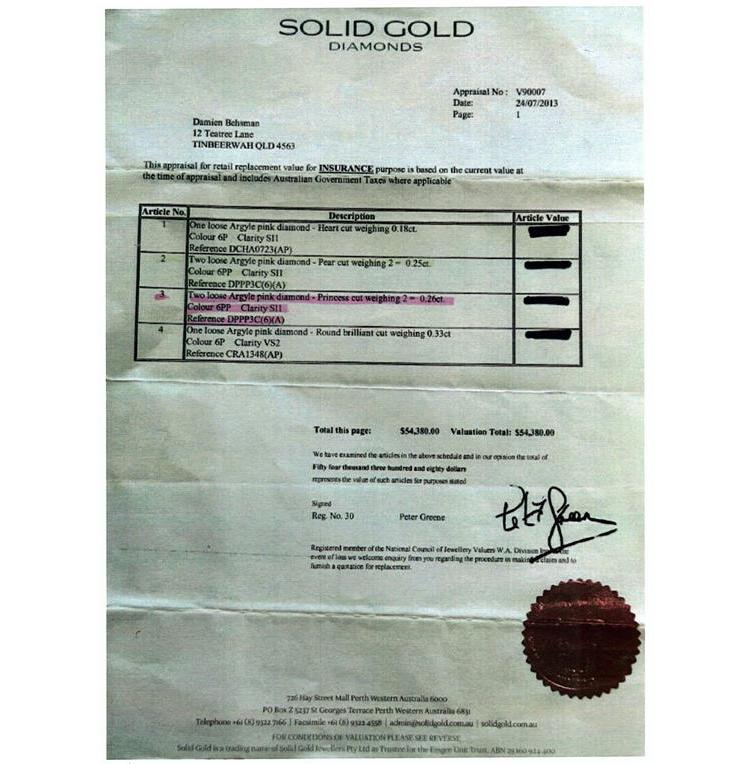 SOLID GOLD
DIAMONDS
Appraisal No : V90007
Date: 24/07/2013
Page: 1
Damien Behsman
12 Teatree Lane
TINBEERWAH QLD 4563
This appraisal for retail replacement value for INSURANCE purpose is based on the current value at
the time of appraisal and includes Australian Government Taxes where applicable
Article No. Description Article Value
1 One loose Argyle pink diamond - Heart cut weighing 0.18ct.
Colour 6P Clarity SI1
Reference DCHA0723(AP)
2 Two loose Argyle pink diamond - Pear cut weighing 2 = 0.25ct.
Colour 6PP Clarity SI1
Reference DPPP3C(6)(A)
3 Two loose Argyle pink diamond - Princess cut weighing 2 = 0.26ct.
Colour 6PP Clarity SI1
Reference DPPP3C(6)(A)
4 One loose Argyle pink diamond - Round brilliant cut weighing 0.33ct
Colour 6P Clarity VS2
Reference CRA1348(AP)
Total this page: $54,380.00 Valuation Total: $54,380.00
We have examined the articles in the above schedule and in our opinion the total of
Fifty four thousand three hundred and eighty dollars
represents the value of such articles for purposes stated
Signed
Reg. No. 30 Peter Greene
Registered member of the National Council of Jewellery Valuers W.A. Division the
event of loss we welcome enquiry from you regarding the procedure in making claim and to
furnish a quotation for replacement.
726 Hay Street Mall Perth Western Australia 6000
PO Box Z 5237 St Georges Terrace Perth Western Australia 6831
Telephone +61 (8) 9322 7166 | Facsimile +61 (8) 9322 4558 | admin@solidgold.com.au | solidgold.com.au
FOR CONDITIONS OF VALUATION PLEASE SEE REVERSE
Solid Gold is a trading name of Solid Gold Jewellers Pty Ltd as Trustee for the Emgee Unit Trust. ABN 29 160 924 400